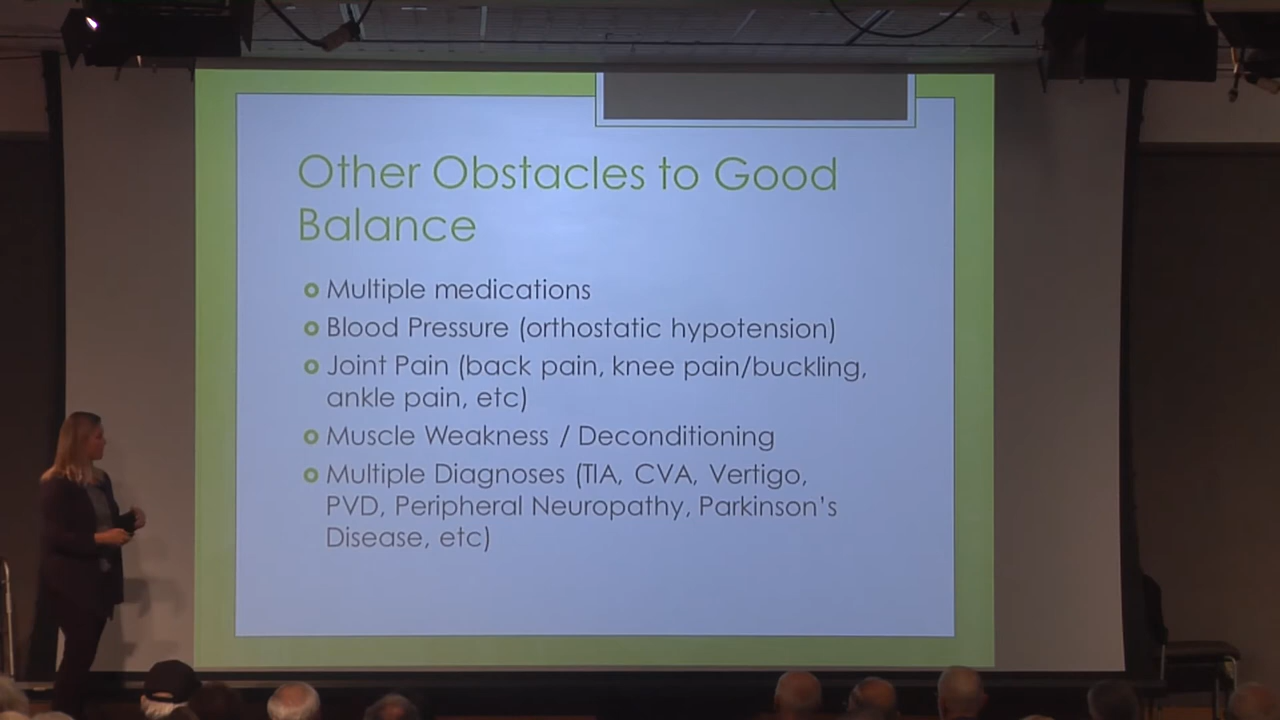 Other Obstacles to Good
Balance
Multiple medications
Blood Pressure (orthostatic hypotension)
Joint Pain (back pain, knee pain/buckling,
ankle pain, etc)
Muscle Weakness / Deconditioning
Multiple Diagnoses (TIA, CVA, Vertigo,
PVD, Peripheral Neuropathy, Parkinson's
Disease, etc)